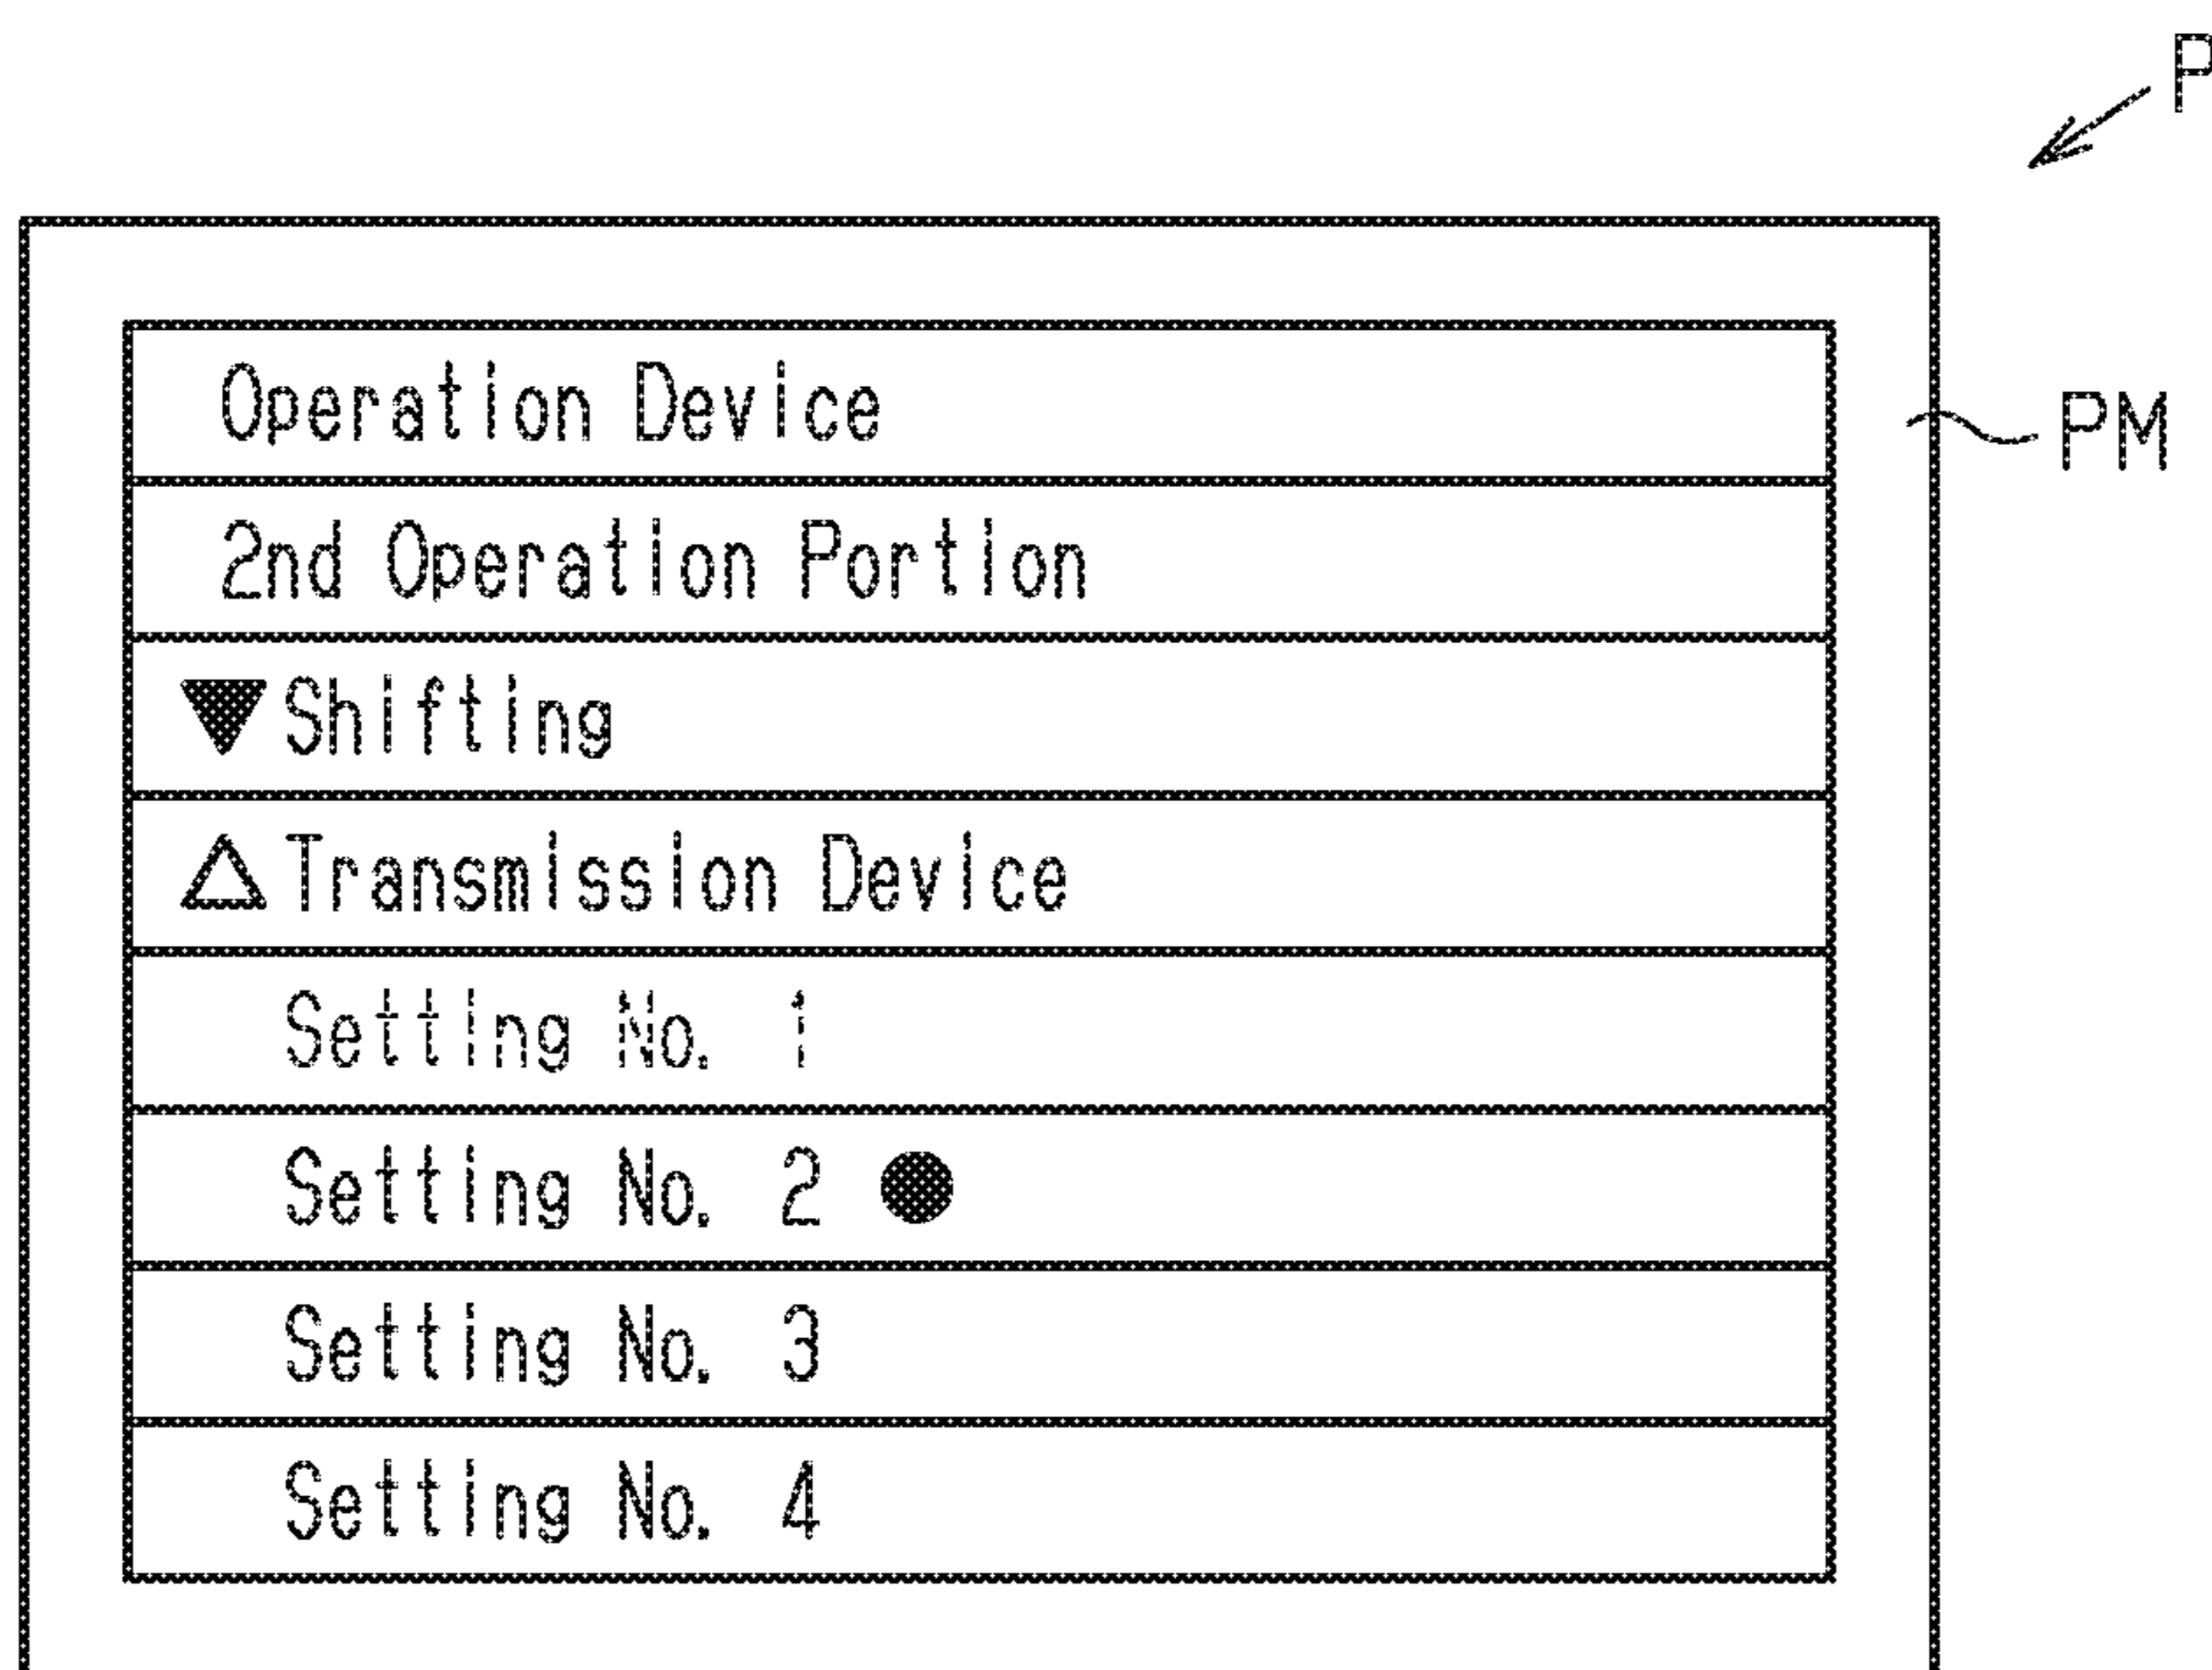 P
Operation Device
PM
2nd Operation Portion
▼Shifting
△Transmission Device
Setting No. 1
Setting No. 2 ●
Setting No. 3
Setting No. 4